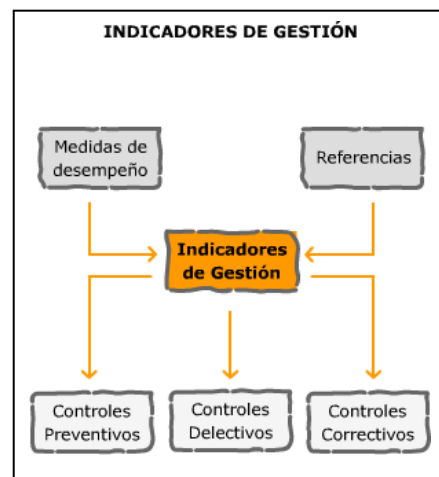 INDICADORES DE GESTIÓN
Medidas de
desempeño
Referencias
Indicadores
de Gestión
Controles
Preventivos
Controles
Delectivos
Controles
Correctivos